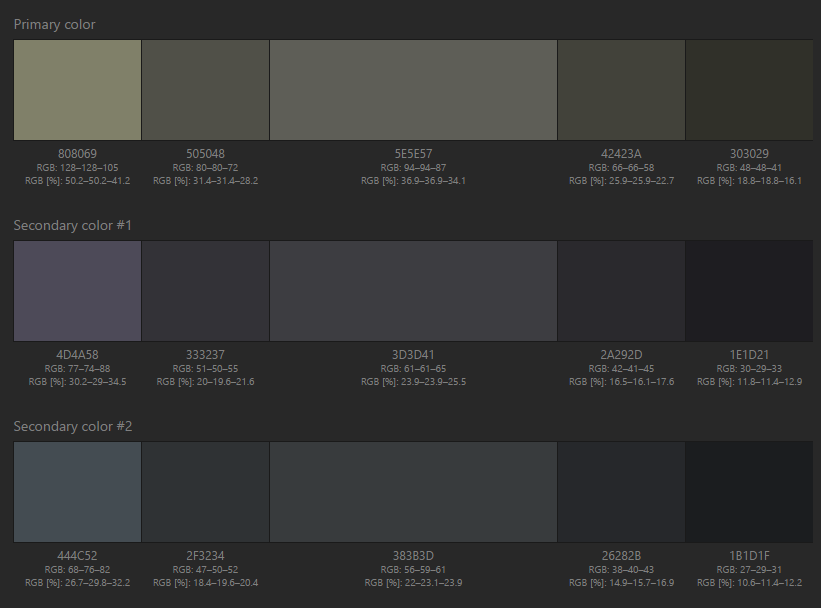 Primary color
808069 505048 5E5E57 42423A 303029
RGB: 128–128–105 RGB: 80–80–72 RGB: 94–94–87 RGB: 66–66–58 RGB: 48–48–41
RGB [%]: 50.2–50.2–41.2 RGB [%]: 31.4–31.4–28.2 RGB [%]: 36.9–36.9–34.1 RGB [%]: 25.9–25.9–22.7 RGB [%]: 18.8–18.8–16.1
Secondary color #1
4D4A58 333237 3D3D41 2A292D 1E1D21
RGB: 77–74–88 RGB: 51–50–55 RGB: 61–61–65 RGB: 42–41–45 RGB: 30–29–33
RGB [%]: 30.2–29–34.5 RGB [%]: 20–19.6–21.6 RGB [%]: 23.9–23.9–25.5 RGB [%]: 16.5–16.1–17.6 RGB [%]: 11.8–11.4–12.9
Secondary color #2
444C52 2F3234 383B3D 26282B 1B1D1F
RGB: 68–76–82 RGB: 47–50–52 RGB: 56–59–61 RGB: 38–40–43 RGB: 27–29–31
RGB [%]: 26.7–29.8–32.2 RGB [%]: 18.4–19.6–20.4 RGB [%]: 22–23.1–23.9 RGB [%]: 14.9–15.7–16.9 RGB [%]: 10.6–11.4–12.2